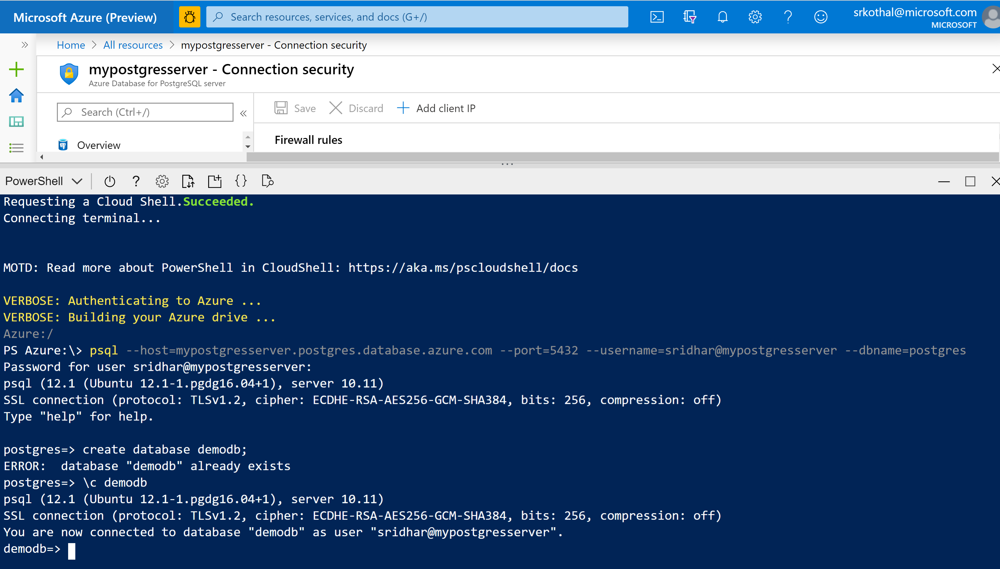 Microsoft Azure (Preview)
Search resources, services, and docs (G+/)
srkothal@microsoft.com
MICROSOFT
Home > All resources > mypostgresserver - Connection security
mypostgresserver - Connection security
Azure Database for PostgreSQL server
Search (Ctrl+/)
Save Discard Add client IP
Overview
Firewall rules
PowerShell
Requesting a Cloud Shell.Succeeded.
Connecting terminal...
MOTD: Read more about PowerShell in CloudShell: https://aka.ms/pscloudshell/docs
VERBOSE: Authenticating to Azure ...
VERBOSE: Building your Azure drive ...
Azure:/
PS Azure:\> psql --host=mypostgresserver.postgres.database.azure.com --port=5432 --username=sridhar@mypostgresserver --dbname=postgres
Password for user sridhar@mypostgresserver:
psql (12.1 (Ubuntu 12.1-1.pgdg16.04+1), server 10.11)
SSL connection (protocol: TLSv1.2, cipher: ECDHE-RSA-AES256-GCM-SHA384, bits: 256, compression: off)
Type "help" for help.
postgres=> create database demodb;
ERROR:  database "demodb" already exists
postgres=> \c demodb
psql (12.1 (Ubuntu 12.1-1.pgdg16.04+1), server 10.11)
SSL connection (protocol: TLSv1.2, cipher: ECDHE-RSA-AES256-GCM-SHA384, bits: 256, compression: off)
You are now connected to database "demodb" as user "sridhar@mypostgresserver".
demodb=>